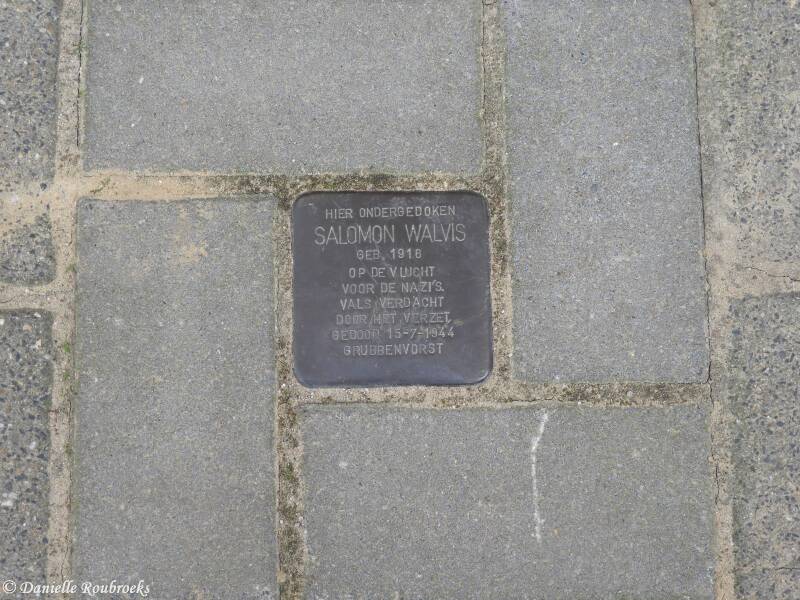 HIER ONDERGEDOKEN
SALOMON WALVIS
GEB. 1918
OP DE VLUCHT
VOOR DE NAZI'S.
VALS VERDACHT
DOOR HET VERZET.
GEDOOD 15-7-1944
GRUBBENVORST
© Danielle Roubroeks